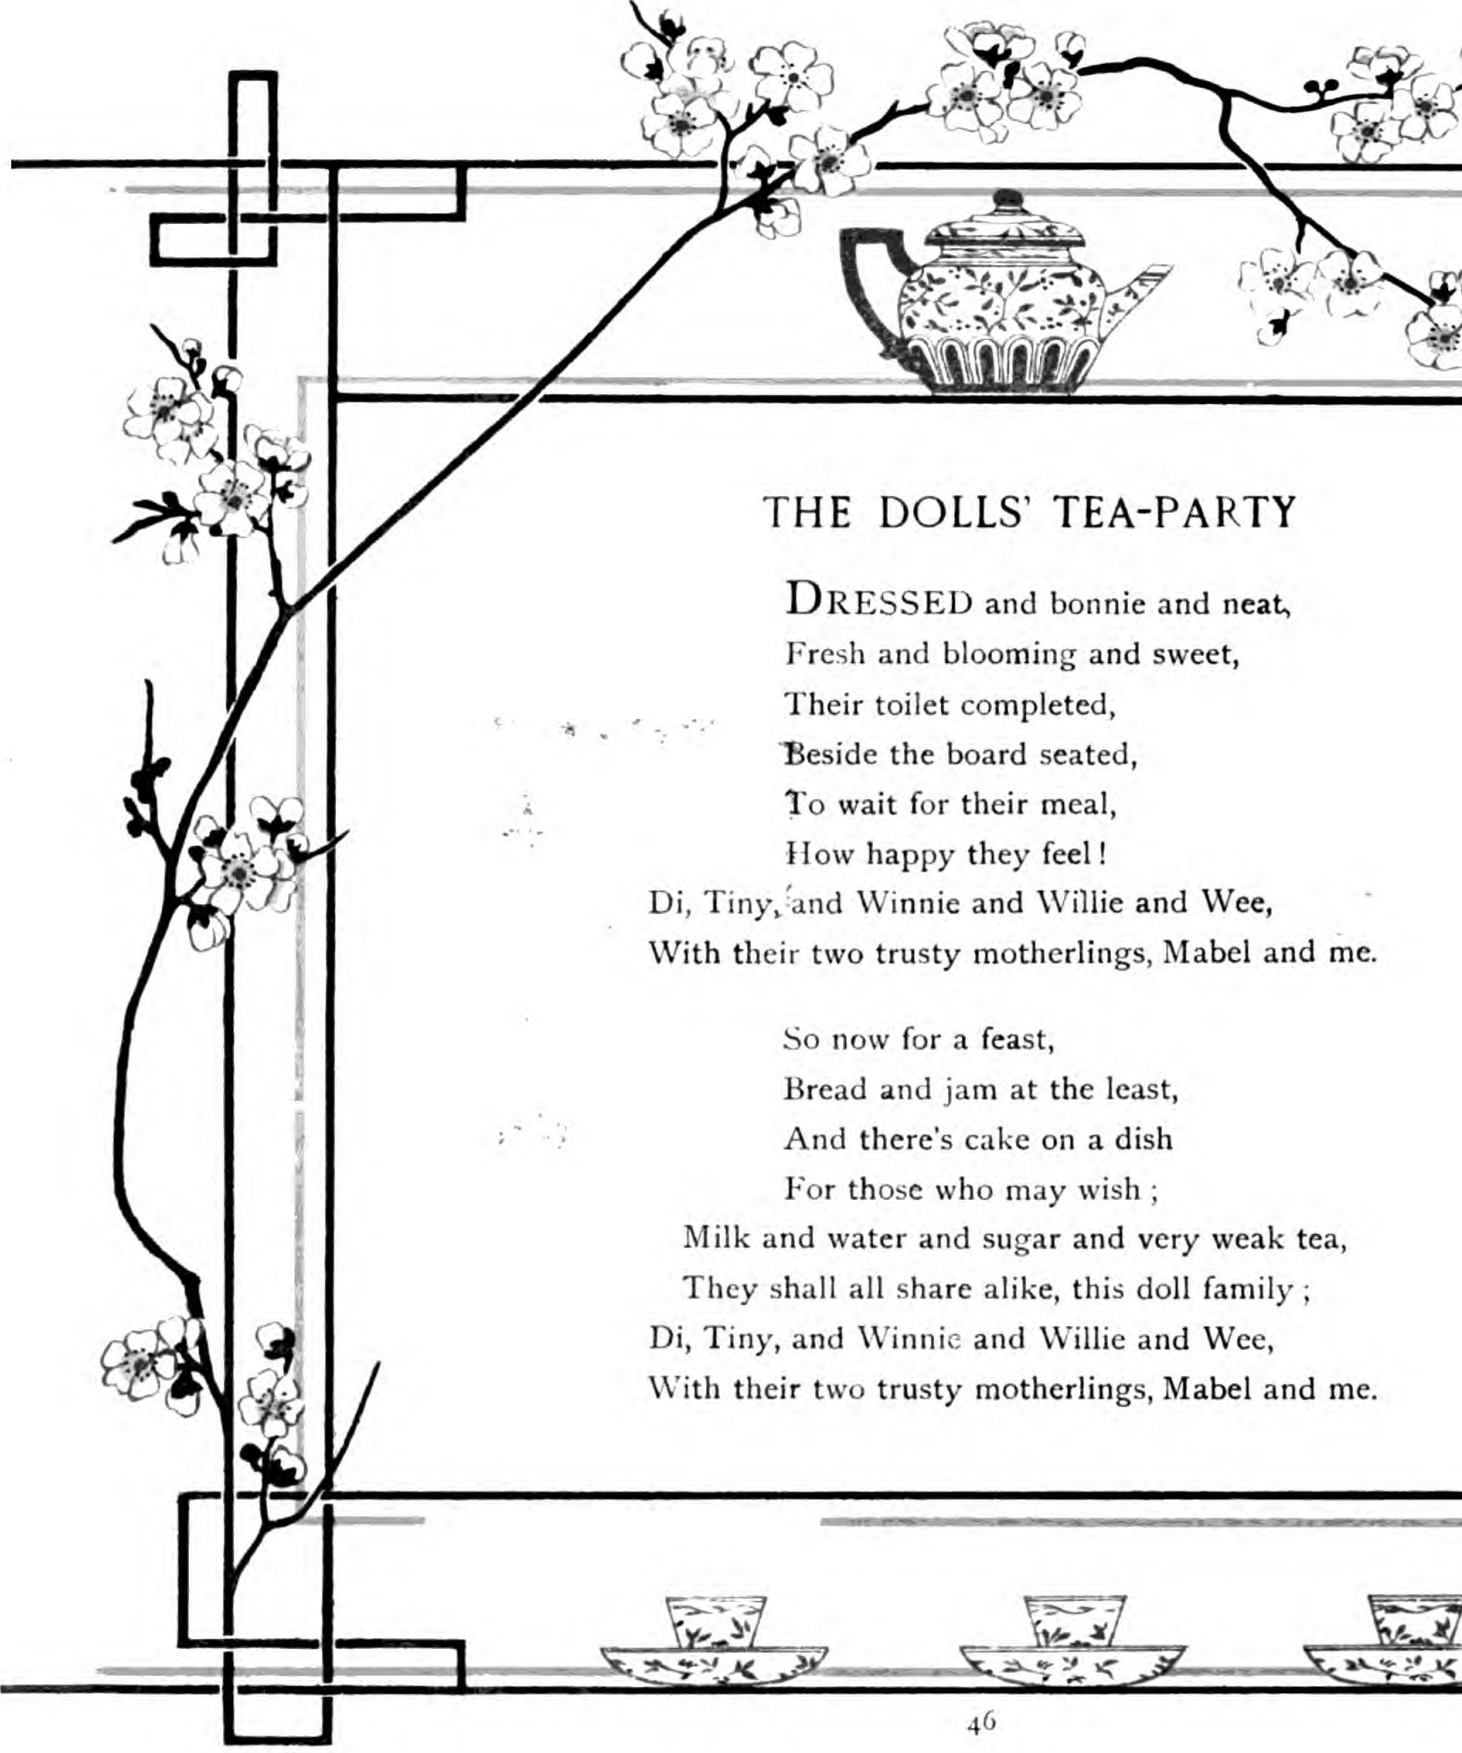 THE DOLLS' TEA-PARTY
DRESSED and bonnie and neat,
Fresh and blooming and sweet,
Their toilet completed,
Beside the board seated,
To wait for their meal,
How happy they feel!
Di, Tiny, and Winnie and Willie and Wee,
With their two trusty motherlings, Mabel and me.
So now for a feast,
Bread and jam at the least,
And there's cake on a dish
For those who may wish;
Milk and water and sugar and very weak tea,
They shall all share alike, this doll family;
Di, Tiny, and Winnie and Willie and Wee,
With their two trusty motherlings, Mabel and me.
46